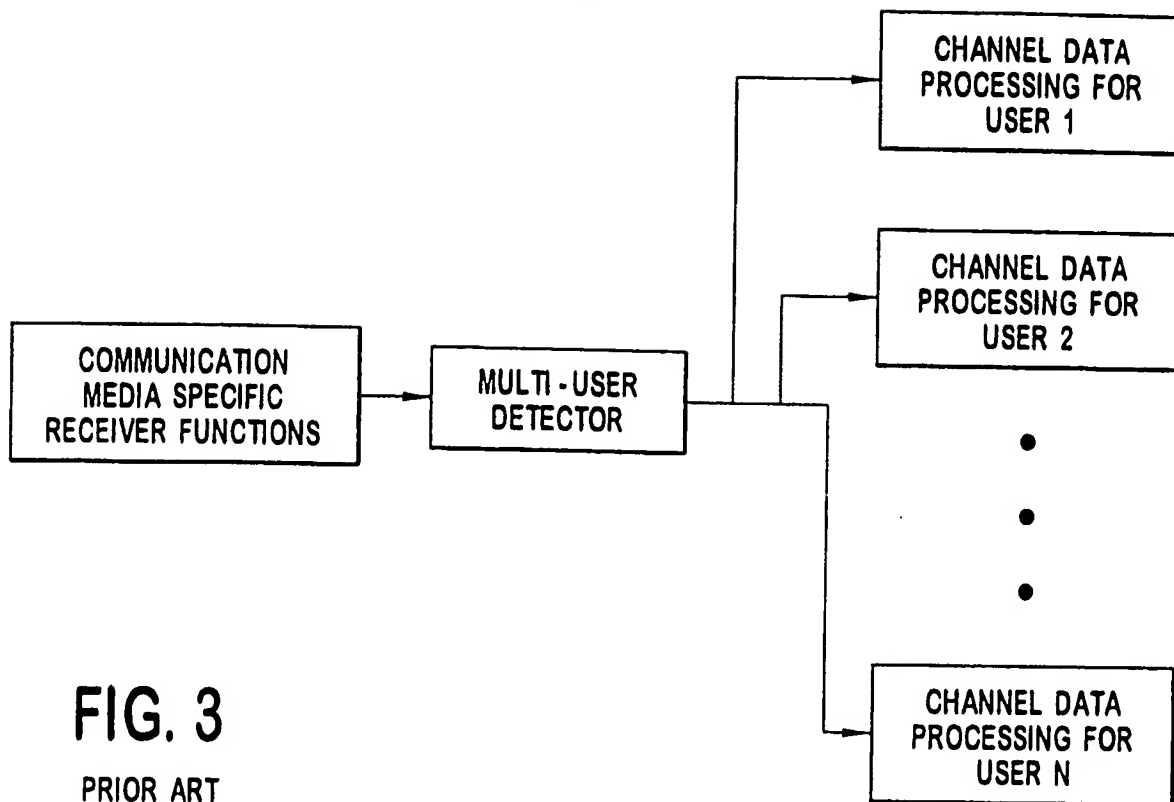 CHANNEL DATA
PROCESSING FOR
USER 1
CHANNEL DATA
PROCESSING FOR
USER 2
COMMUNICATION
MEDIA SPECIFIC
RECEIVER FUNCTIONS
MULTI-USER
DETECTOR
CHANNEL DATA
PROCESSING FOR
USER N
FIG. 3
PRIOR ART